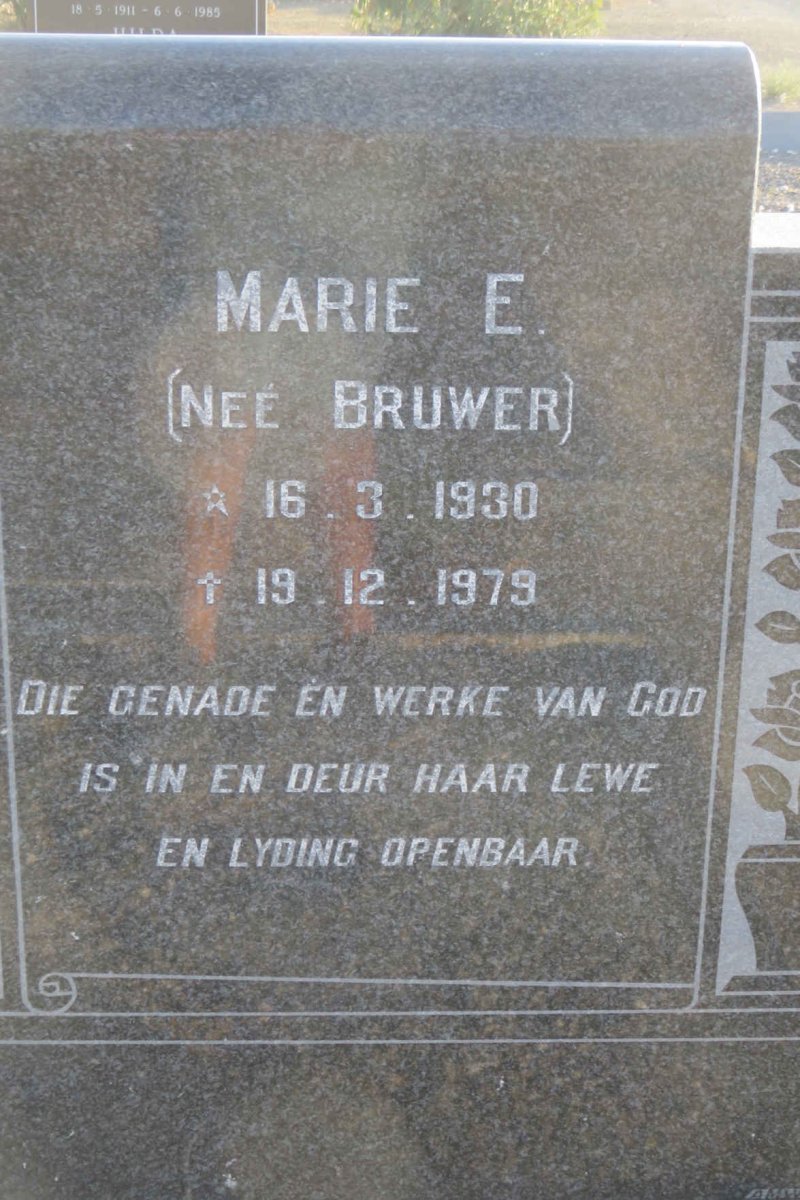 18·5·1911 – 6·6·1985
HILDA
MARIE E.
(NEÉ BRUWER)
☆ 16.3.1930
† 19.12.1979
DIE GENADE EN WERKE VAN GOD
IS IN EN DEUR HAAR LEWE
EN LYDING OPENBAAR